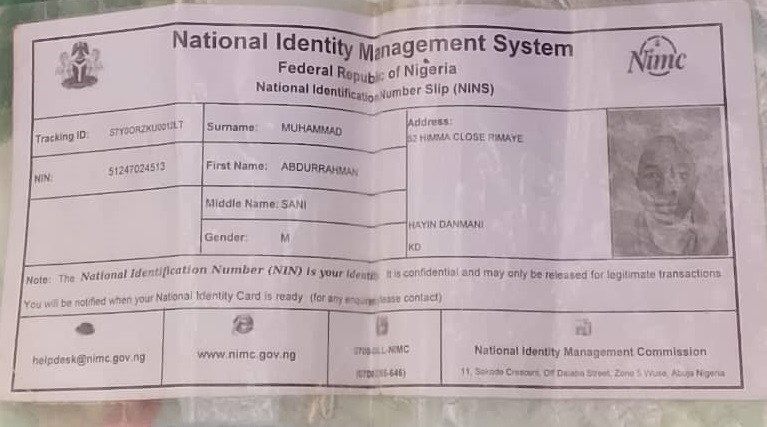 National Identity Management System
Federal Republic of Nigeria
National Identification Number Slip (NINS)
Nimc
Tracking ID: S7Y0ORZKU0012LT
Surname: MUHAMMAD
Address:
52 HIMMA CLOSE RIMAYE
NIN: 51247024513
First Name: ABDURRAHMAN
Middle Name: SANI
Gender: M
HAYIN DANMANI
KD
Note: The National Identification Number (NIN) is your identit It is confidential and may only be released for legitimate transactions
You will be notified when your National Identity Card is ready (for any please contact)
helpdesk@nimc.gov.ng
www.nimc.gov.ng
-NIMC
National Identity Management Commission
11, Sokode Crescent, Off Dalaba Street, Zone 5 Wuse, Abuja Nigeria